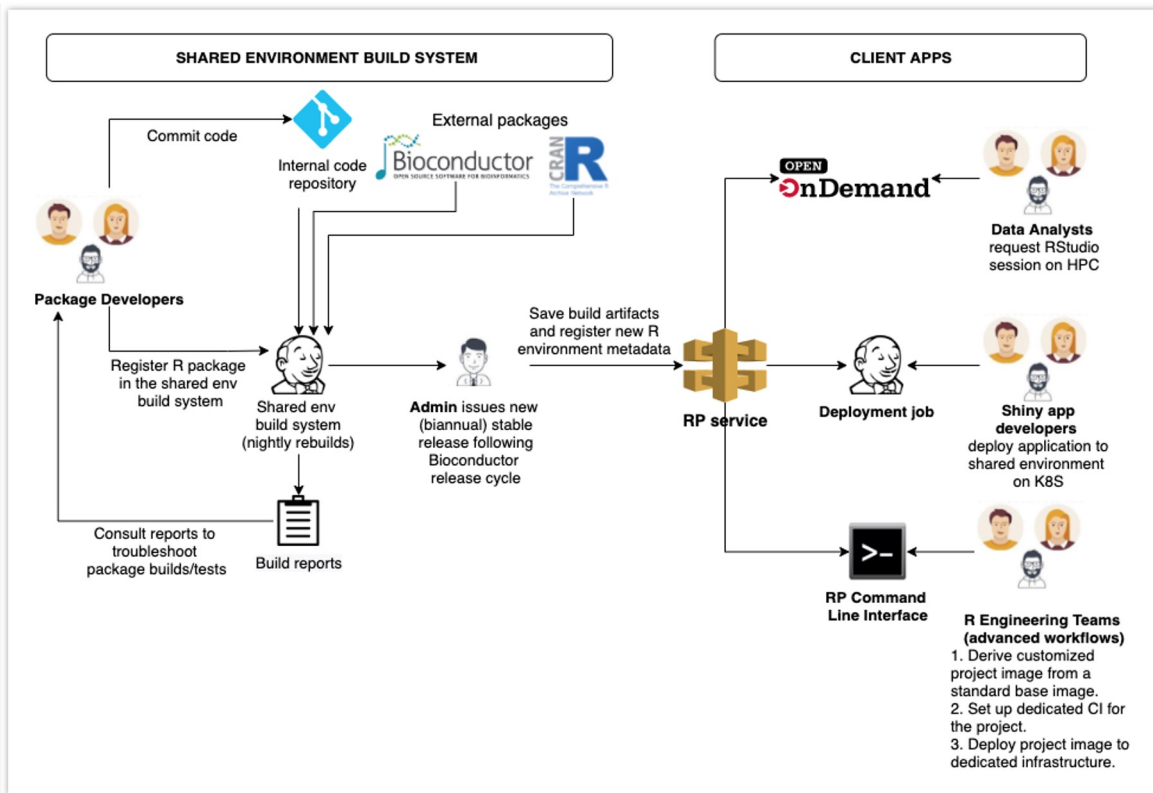 SHARED ENVIRONMENT BUILD SYSTEM
CLIENT APPS
Commit code
Internal code
repository
External packages
Bioconductor
OPEN SOURCE SOFTWARE FOR BIOINFORMATICS
CRAN
R
The Comprehensive R
Archive Network
Package Developers
Register R package
in the shared env
build system
Shared env
build system
(nightly rebuilds)
Admin issues new
(biannual) stable
release following
Bioconductor
release cycle
Save build artifacts
and register new R
environment metadata
Consult reports to
troubleshoot
package builds/tests
Build reports
RP service
OPEN
OnDemand
Data Analysts
request RStudio
session on HPC
Deployment job
Shiny app
developers
deploy application to
shared environment
on K8S
>-
RP Command
Line Interface
R Engineering Teams
(advanced workflows)
1. Derive customized
project image from a
standard base image.
2. Set up dedicated CI for
the project.
3. Deploy project image to
dedicated infrastructure.